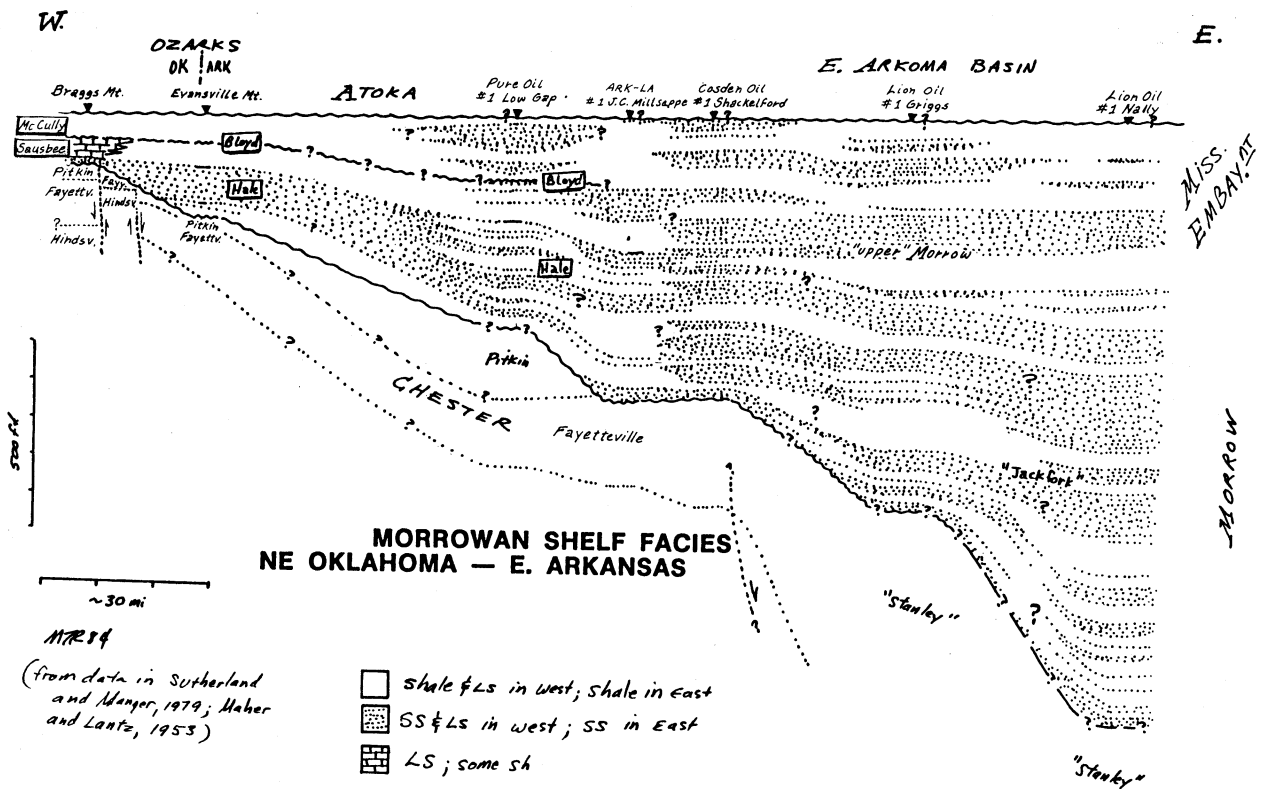 W.
E.
OZARKS
OK | ARK
E. ARKOMA BASIN
Braggs Mt.
Evansville Mt.
ATOKA
Pure Oil
#1 Low Gap
ARK-LA
#1 J.C. Millsappe
Cosden Oil
#1 Shackelford
Lion Oil
#1 Griggs
Lion Oil
#1 Nally
McCully
Sausbee
Bloyd
Bloyd
Pitkin
Fayettv.
Fayv.
Hindsv.
?
Hindsv.
Hale
Pitkin
Fayettv.
Hale
"upper" Morrow
MISS.
EMBAY.NT
Pitkin
CHESTER
Fayetteville
"Jackfork"
MORROW
500 ft
MORROWAN SHELF FACIES
NE OKLAHOMA — E. ARKANSAS
~30 mi
"Stanley"
"Stanley"
MTR84
(from data in Sutherland
and Manger, 1979; Maher
and Lantz, 1953)
Shale & Ls in west; Shale in East
SS & Ls in west; SS in East
LS; some sh